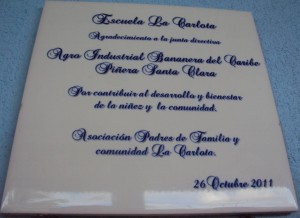 Escuela La Carlota
Agradecimiento a la junta directiva
Agro Industrial Bananera del Caribe
Piñera Santa Clara
Por contribuir al desarrollo y bienestar
de la niñez y la comunidad.
Asociación Padres de Familia y
comunidad La Carlota.
26 Octubre 2011